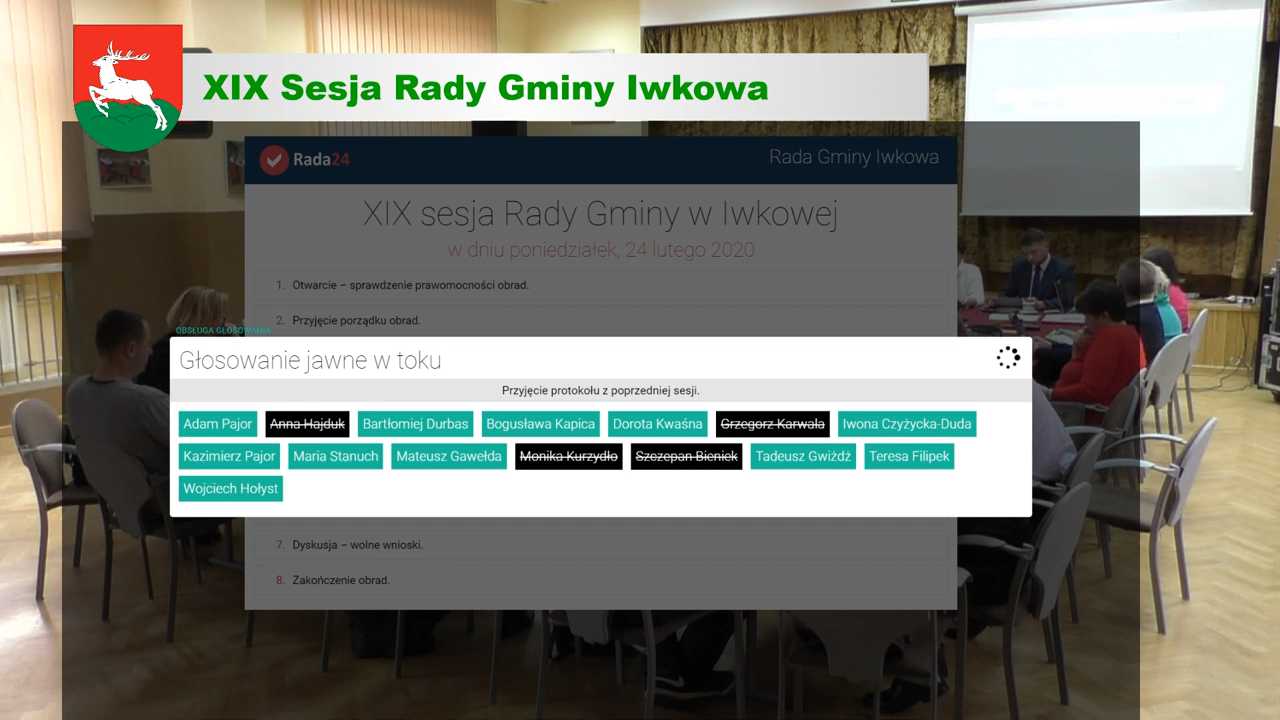 XIX Sesja Rady Gminy Iwkowa
Rada24
Rada Gminy Iwkowa
XIX sesja Rady Gminy w Iwkowej
w dniu poniedziałek, 24 lutego 2020
1. Otwarcie – sprawdzenie prawomocności obrad.
2. Przyjęcie porządku obrad.
OBSŁUGA GŁOSOWANIA
Głosowanie jawne w toku
Przyjęcie protokołu z poprzedniej sesji.
Adam Pajor Anna Hajduk Bartłomiej Durbas Bogusława Kapica Dorota Kwaśna Grzegorz Karwala Iwona Czyżycka-Duda
Kazimierz Pajor Maria Stanuch Mateusz Gawełda Monika Kurzydło Szczepan Bieniek Tadeusz Gwiżdż Teresa Filipek
Wojciech Hołyst
7. Dyskusja – wolne wnioski.
8. Zakończenie obrad.